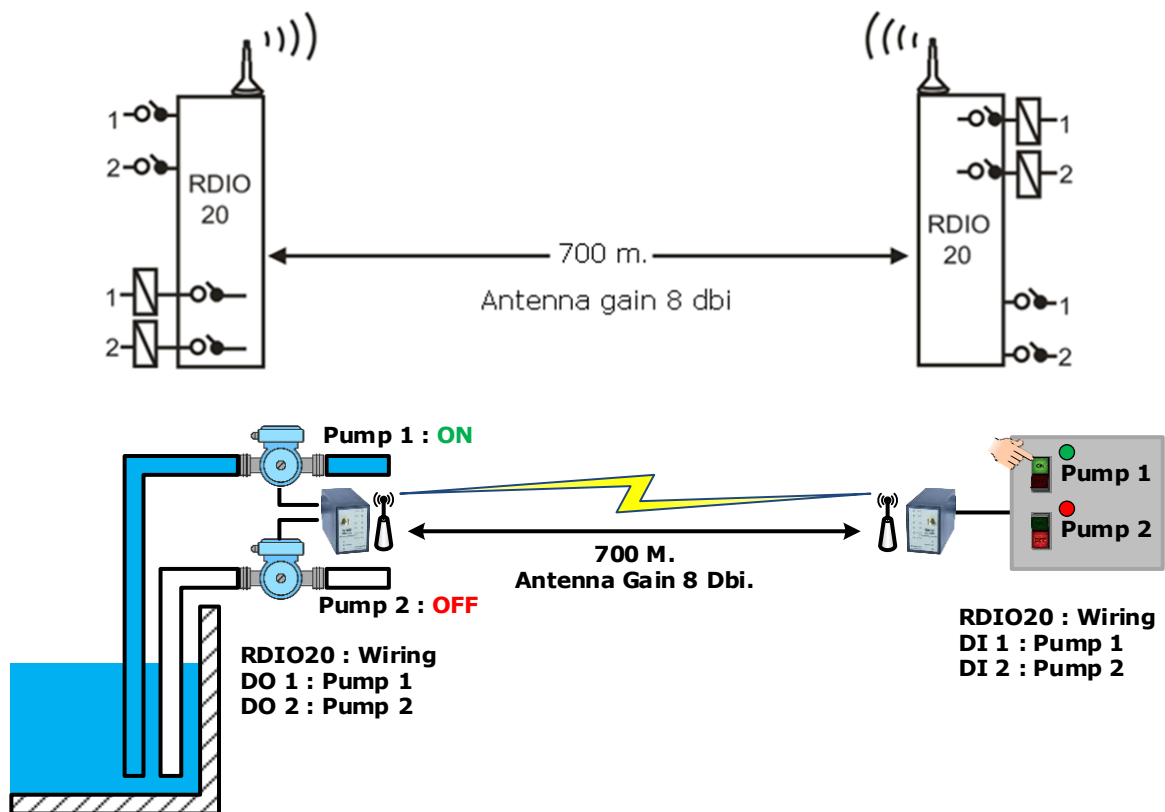 1
2
RDIO
20
1
2
1
2
RDIO
20
1
2
700 m.
Antenna gain 8 dbi
Pump 1 : ON
Pump 1
Pump 2
700 M.
Antenna Gain 8 Dbi.
Pump 2 : OFF
RDIO20 : Wiring
DO 1 : Pump 1
DO 2 : Pump 2
RDIO20 : Wiring
DI 1 : Pump 1
DI 2 : Pump 2